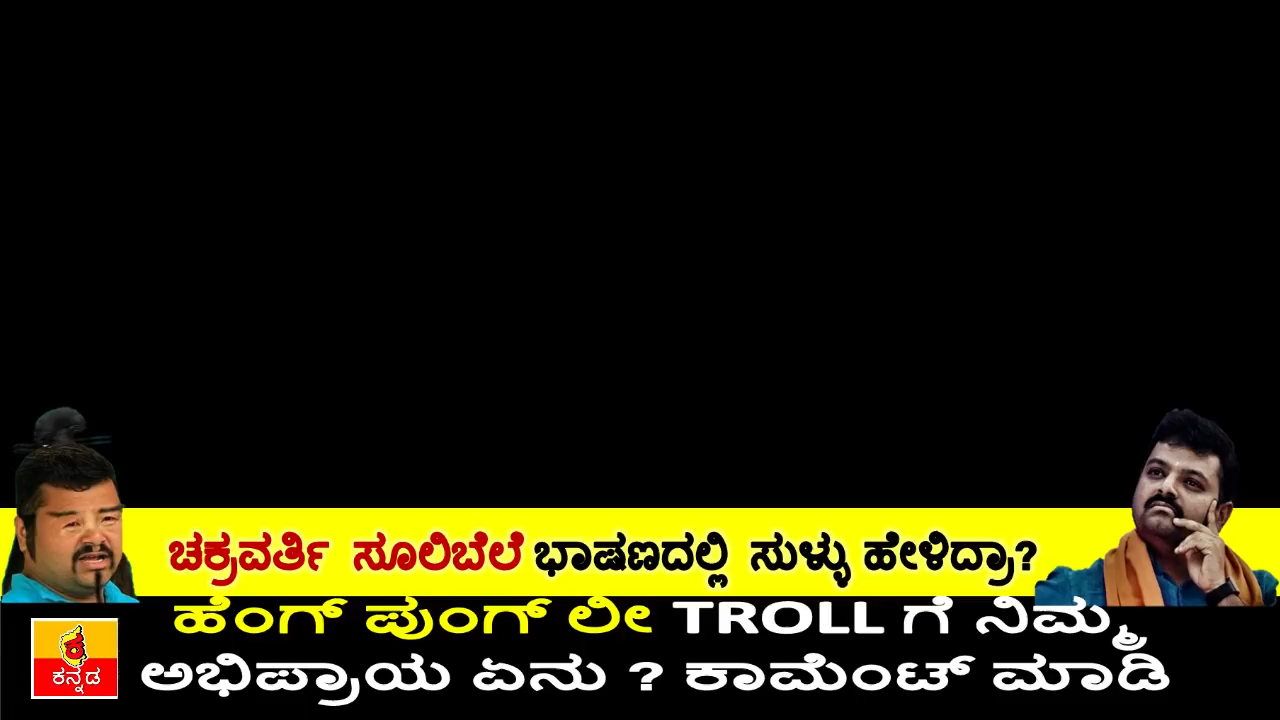 ಚಕ್ರವರ್ತಿ ಸೂಲಿಬೆಲೆ ಭಾಷಣದಲ್ಲಿ ಸುಳ್ಳು ಹೇಳಿದ್ರಾ?
ಹೆಂಗ್ ಪುಂಗ್ ಲೀ TROLL ಗೆ ನಿಮ್ಮ
ಅಭಿಪ್ರಾಯ ಏನು ? ಕಾಮೆಂಟ್ ಮಾಡಿ
ಕ
ಕನ್ನಡ